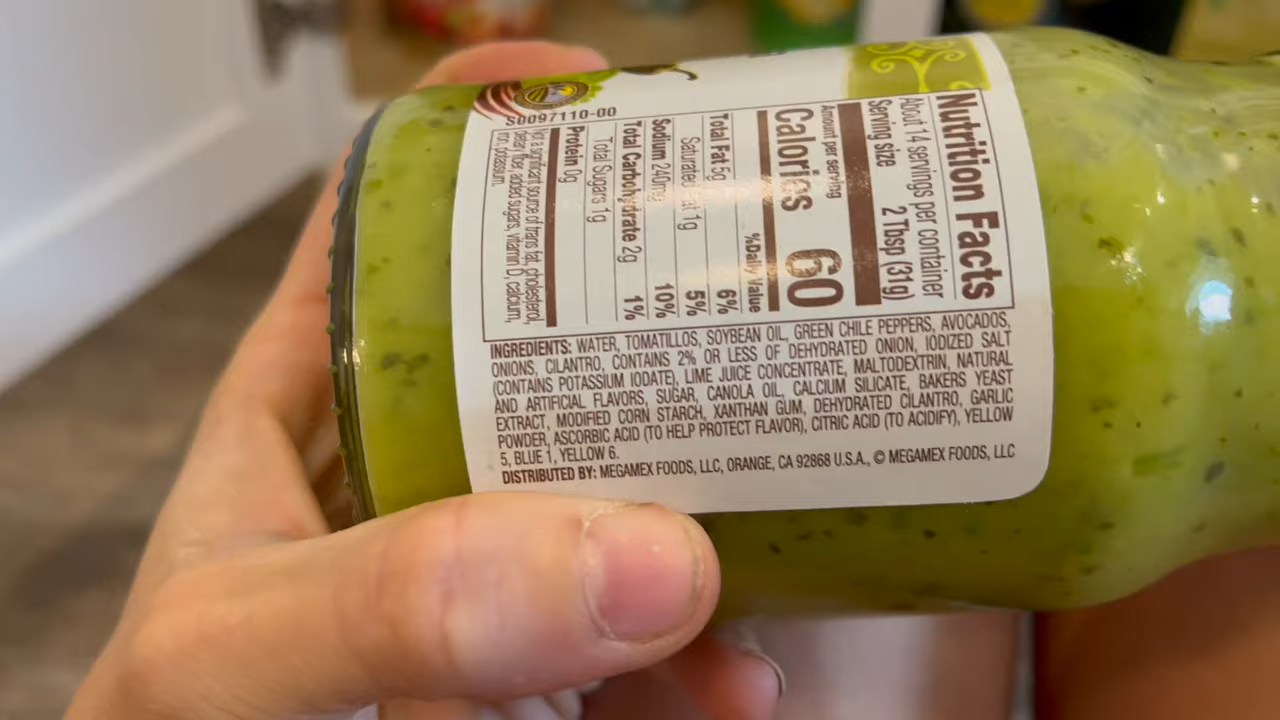 Nutrition Facts
About 14 servings per container
Serving size 2 Tbsp (31g)
Amount per serving
Calories 60
%Daily Value
Total Fat 5g 6%
Saturated Fat 1g 5%
Sodium 240mg 10%
Total Carbohydrate 2g 1%
Total Sugars 1g
Protein 0g
Not a significant source of trans fat, cholesterol,
dietary fiber, added sugars, vitamin D, calcium,
iron, potassium.
S0097110-00
INGREDIENTS: WATER, TOMATILLOS, SOYBEAN OIL, GREEN CHILE PEPPERS, AVOCADOS,
ONIONS, CILANTRO, CONTAINS 2% OR LESS OF DEHYDRATED ONION, IODIZED SALT
(CONTAINS POTASSIUM IODATE), LIME JUICE CONCENTRATE, MALTODEXTRIN, NATURAL
AND ARTIFICIAL FLAVORS, SUGAR, CANOLA OIL, CALCIUM SILICATE, BAKERS YEAST
EXTRACT, MODIFIED CORN STARCH, XANTHAN GUM, DEHYDRATED CILANTRO, GARLIC
POWDER, ASCORBIC ACID (TO HELP PROTECT FLAVOR), CITRIC ACID (TO ACIDIFY), YELLOW
5, BLUE 1, YELLOW 6.
DISTRIBUTED BY: MEGAMEX FOODS, LLC, ORANGE, CA 92868 U.S.A., © MEGAMEX FOODS, LLC